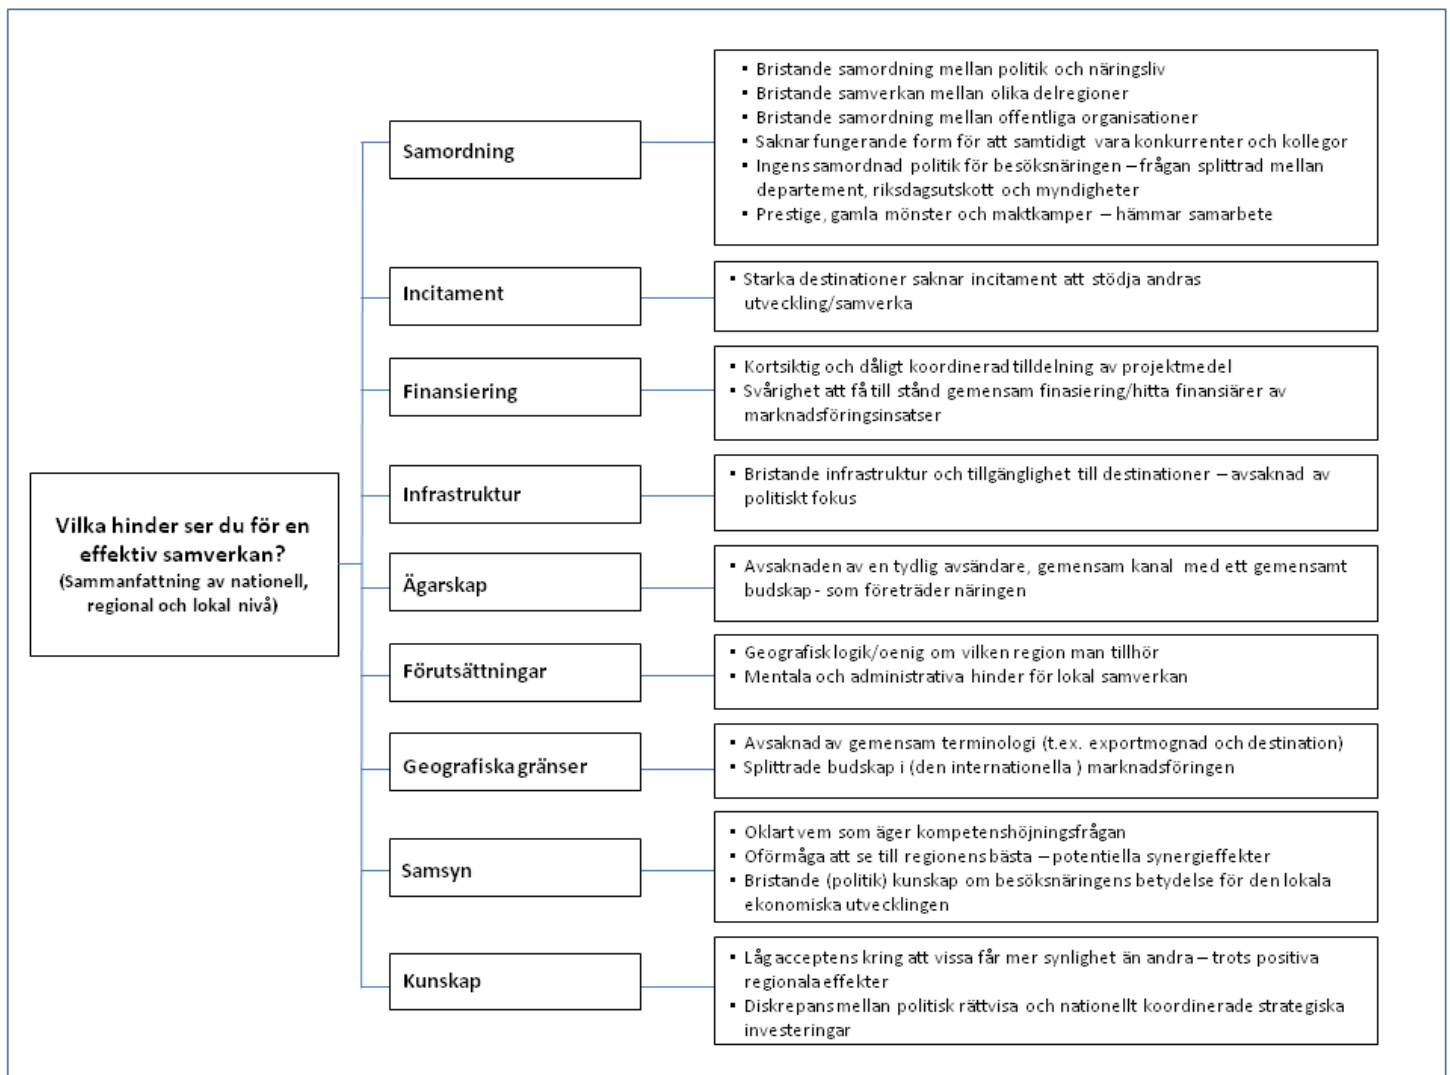 Vilka hinder ser du för en
effektiv samverkan?
(Sammanfattning av nationell,
regional och lokal nivå)
Samordning
▪ Bristande samordning mellan politik och näringsliv
▪ Bristande samverkan mellan olika delregioner
▪ Bristande samordning mellan offentliga organisationer
▪ Saknar fungerande form för att samtidigt vara konkurrenter och kollegor
▪ Ingen samordnad politik för besöksnäringen – frågan splittrad mellan
departement, riksdagsutskott och myndigheter
▪ Prestige, gamla mönster och maktkamper – hämmar samarbete
Incitament
▪ Starka destinationer saknar incitament att stödja andras
utveckling/samverka
Finansiering
▪ Kortsiktig och dåligt koordinerad tilldelning av projektmedel
▪ Svårighet att få till stånd gemensam finasiering/hitta finansiärer av
marknadsföringsinsatser
Infrastruktur
▪ Bristande infrastruktur och tillgänglighet till destinationer – avsaknad av
politiskt fokus
Ägarskap
▪ Avsaknaden av en tydlig avsändare, gemensam kanal med ett gemensamt
budskap - som företräder näringen
Förutsättningar
▪ Geografisk logik/oenig om vilken region man tillhör
▪ Mentala och administrativa hinder för lokal samverkan
Geografiska gränser
▪ Avsaknad av gemensam terminologi (t.ex. exportmognad och destination)
▪ Splittrade budskap i (den internationella ) marknadsföringen
Samsyn
▪ Oklart vem som äger kompetenshöjningsfrågan
▪ Oförmåga att se till regionens bästa – potentiella synergieffekter
▪ Bristande (politik) kunskap om besöksnäringens betydelse för den lokala
ekonomiska utvecklingen
Kunskap
▪ Låg acceptens kring att vissa får mer synlighet än andra – trots positiva
regionala effekter
▪ Diskrepans mellan politisk rättvisa och nationellt koordinerade strategiska
investeringar